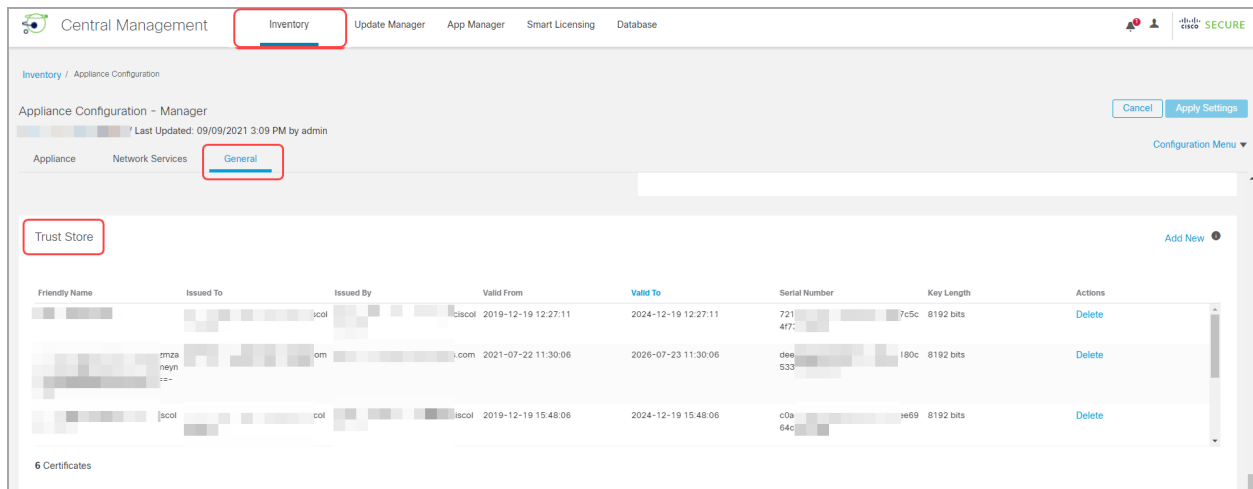 Central Management
Inventory
Update Manager
App Manager
Smart Licensing
Database
1
cisco SECURE
Inventory / Appliance Configuration
Appliance Configuration - Manager
Cancel
Apply Settings
/ Last Updated: 09/09/2021 3:09 PM by admin
Configuration Menu
Appliance
Network Services
General
Trust Store
Add New
Friendly Name
Issued To
Issued By
Valid From
Valid To
Serial Number
Key Length
Actions
scol
ciscol
2019-12-19 12:27:11
2024-12-19 12:27:11
721
7c5c
8192 bits
Delete
zmza
om
.com
2021-07-22 11:30:06
2026-07-23 11:30:06
dee
180c
8192 bits
Delete
meyn
533
==-
scol
col
iscol
2019-12-19 15:48:06
2024-12-19 15:48:06
c0a
ee69
8192 bits
Delete
64c
6 Certificates